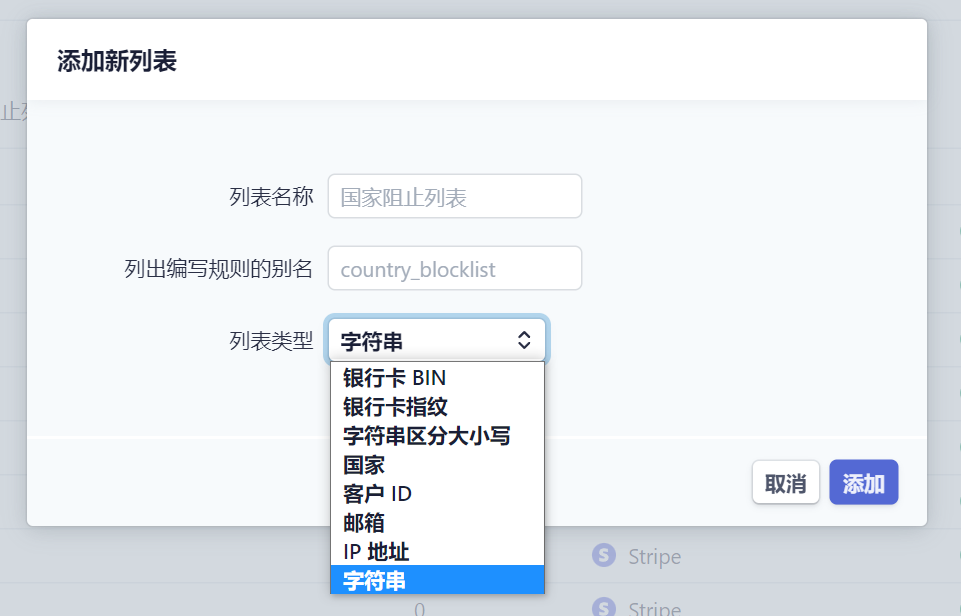 添加新列表
止
列表名称
国家阻止列表
列出编写规则的别名
country_blocklist
列表类型
字符串
银行卡 BIN
银行卡指纹
字符串区分大小写
国家
客户 ID
邮箱
IP 地址
字符串
取消
添加
S Stripe
0
S Stripe